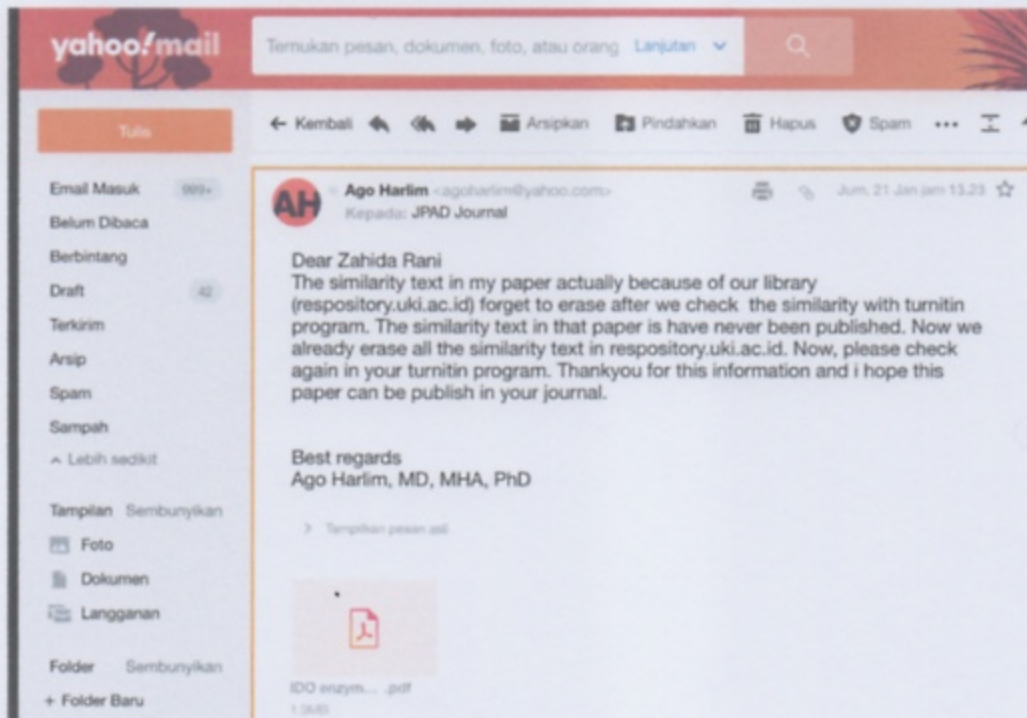 yahoo!mail
Temukan pesan, dokumen, foto, atau orang Lanjutan
Tulis
← Kembali Arsipkan Pindahkan Hapus Spam •••
Email Masuk 999+
Belum Dibaca
Berbintang
Draft 42
Terkirim
Arsip
Spam
Sampah
Lebih sedikit
Tampilan Sembunyikan
Foto
Dokumen
Langganan
Folder Sembunyikan
+ Folder Baru
AH
Ago Harlim <agoharlim@yahoo.com>
Jum, 21 Jan jam 13.23
Kepada: JPAD Journal
Dear Zahida Rani
The similarity text in my paper actually because of our library
(respository.uki.ac.id) forget to erase after we check the similarity with turnitin
program. The similarity text in that paper is have never been published. Now we
already erase all the similarity text in respository.uki.ac.id. Now, please check
again in your turnitin program. Thankyou for this information and i hope this
paper can be publish in your journal.
Best regards
Ago Harlim, MD, MHA, PhD
> Tampilkan pesan asli
IDO enzym... .pdf
1.9MB